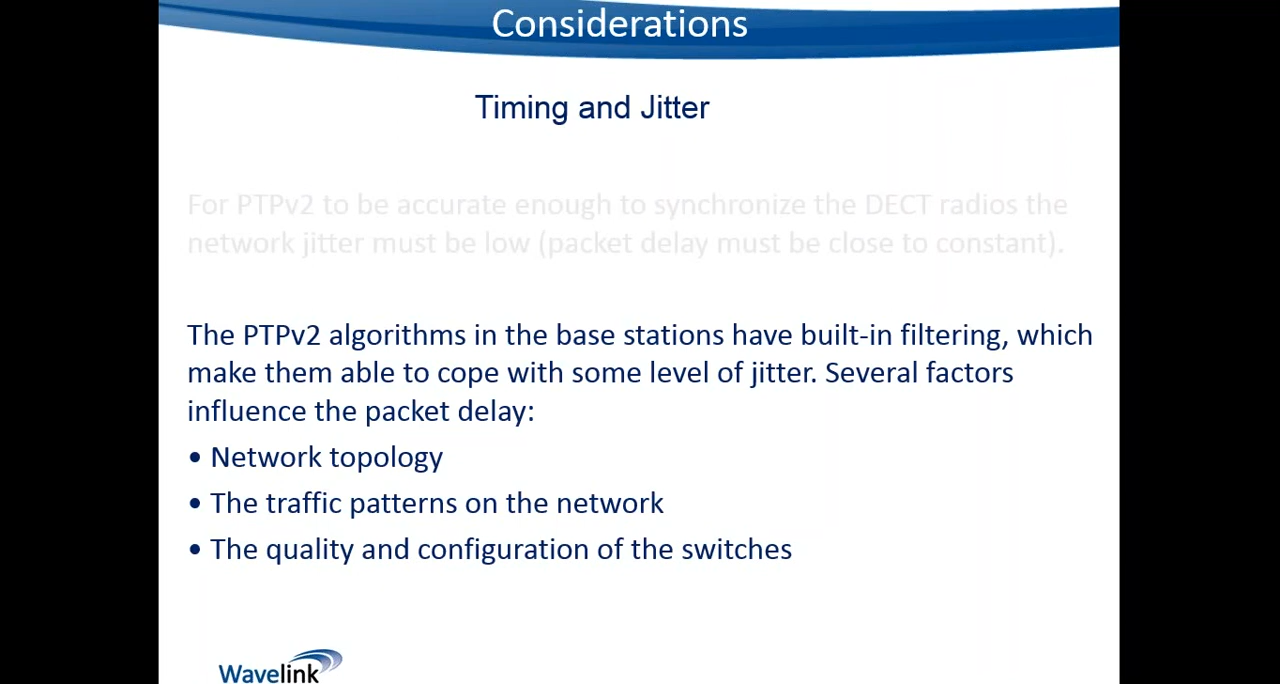 Considerations
Timing and Jitter
For PTPv2 to be accurate enough to synchronize the DECT radios the
network jitter must be low (packet delay must be close to constant).
The PTPv2 algorithms in the base stations have built-in filtering, which
make them able to cope with some level of jitter. Several factors
influence the packet delay:
• Network topology
• The traffic patterns on the network
• The quality and configuration of the switches
Wavelink